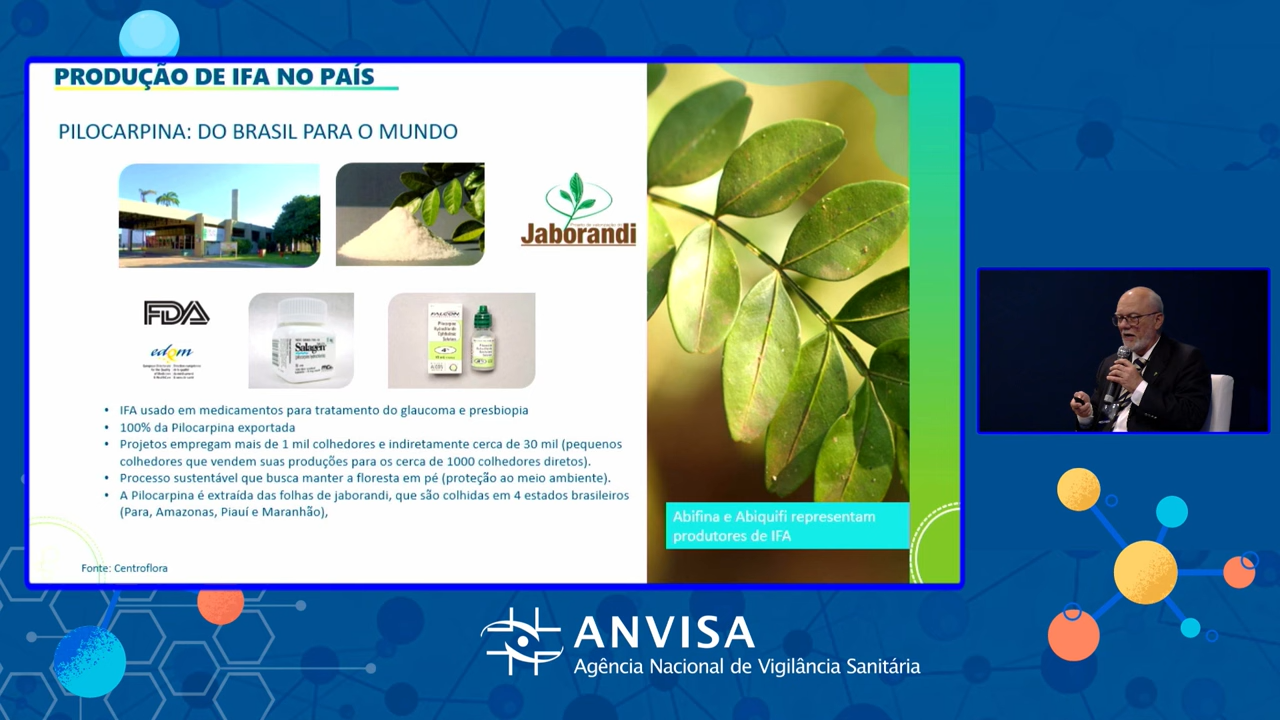 PRODUÇÃO DE IFA NO PAÍS
PILOCARPINA: DO BRASIL PARA O MUNDO
Jaborandi
FDA
edqm
Salagen
FALCON
4%
IFA usado em medicamentos para tratamento do glaucoma e presbiopia
100% da Pilocarpina exportada
Projetos empregam mais de 1 mil colhedores e indiretamente cerca de 30 mil (pequenos
colhedores que vendem suas produções para os cerca de 1000 colhedores diretos).
Processo sustentável que busca manter a floresta em pé (proteção ao meio ambiente).
A Pilocarpina é extraída das folhas de jaborandi, que são colhidas em 4 estados brasileiros
(Para, Amazonas, Piauí e Maranhão),
Fonte: Centroflora
Abifina e Abiquifi representam
produtores de IFA
ANVISA
Agência Nacional de Vigilância Sanitária